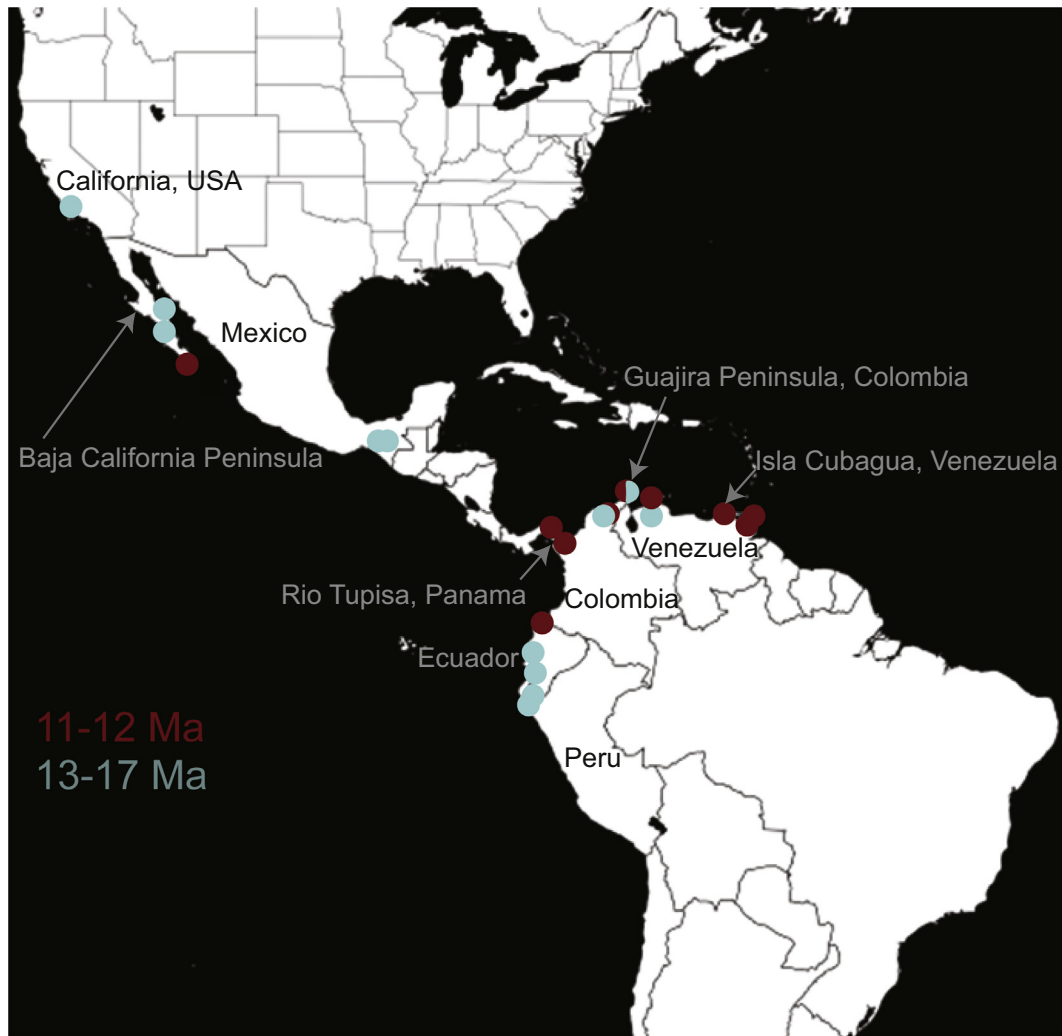 California, USA
Mexico
Guajira Peninsula, Colombia
Baja California Peninsula
Isla Cubagua, Venezuela
Venezuela
Rio Tupisa, Panama
Colombia
Ecuador
11-12 Ma
13-17 Ma
Peru